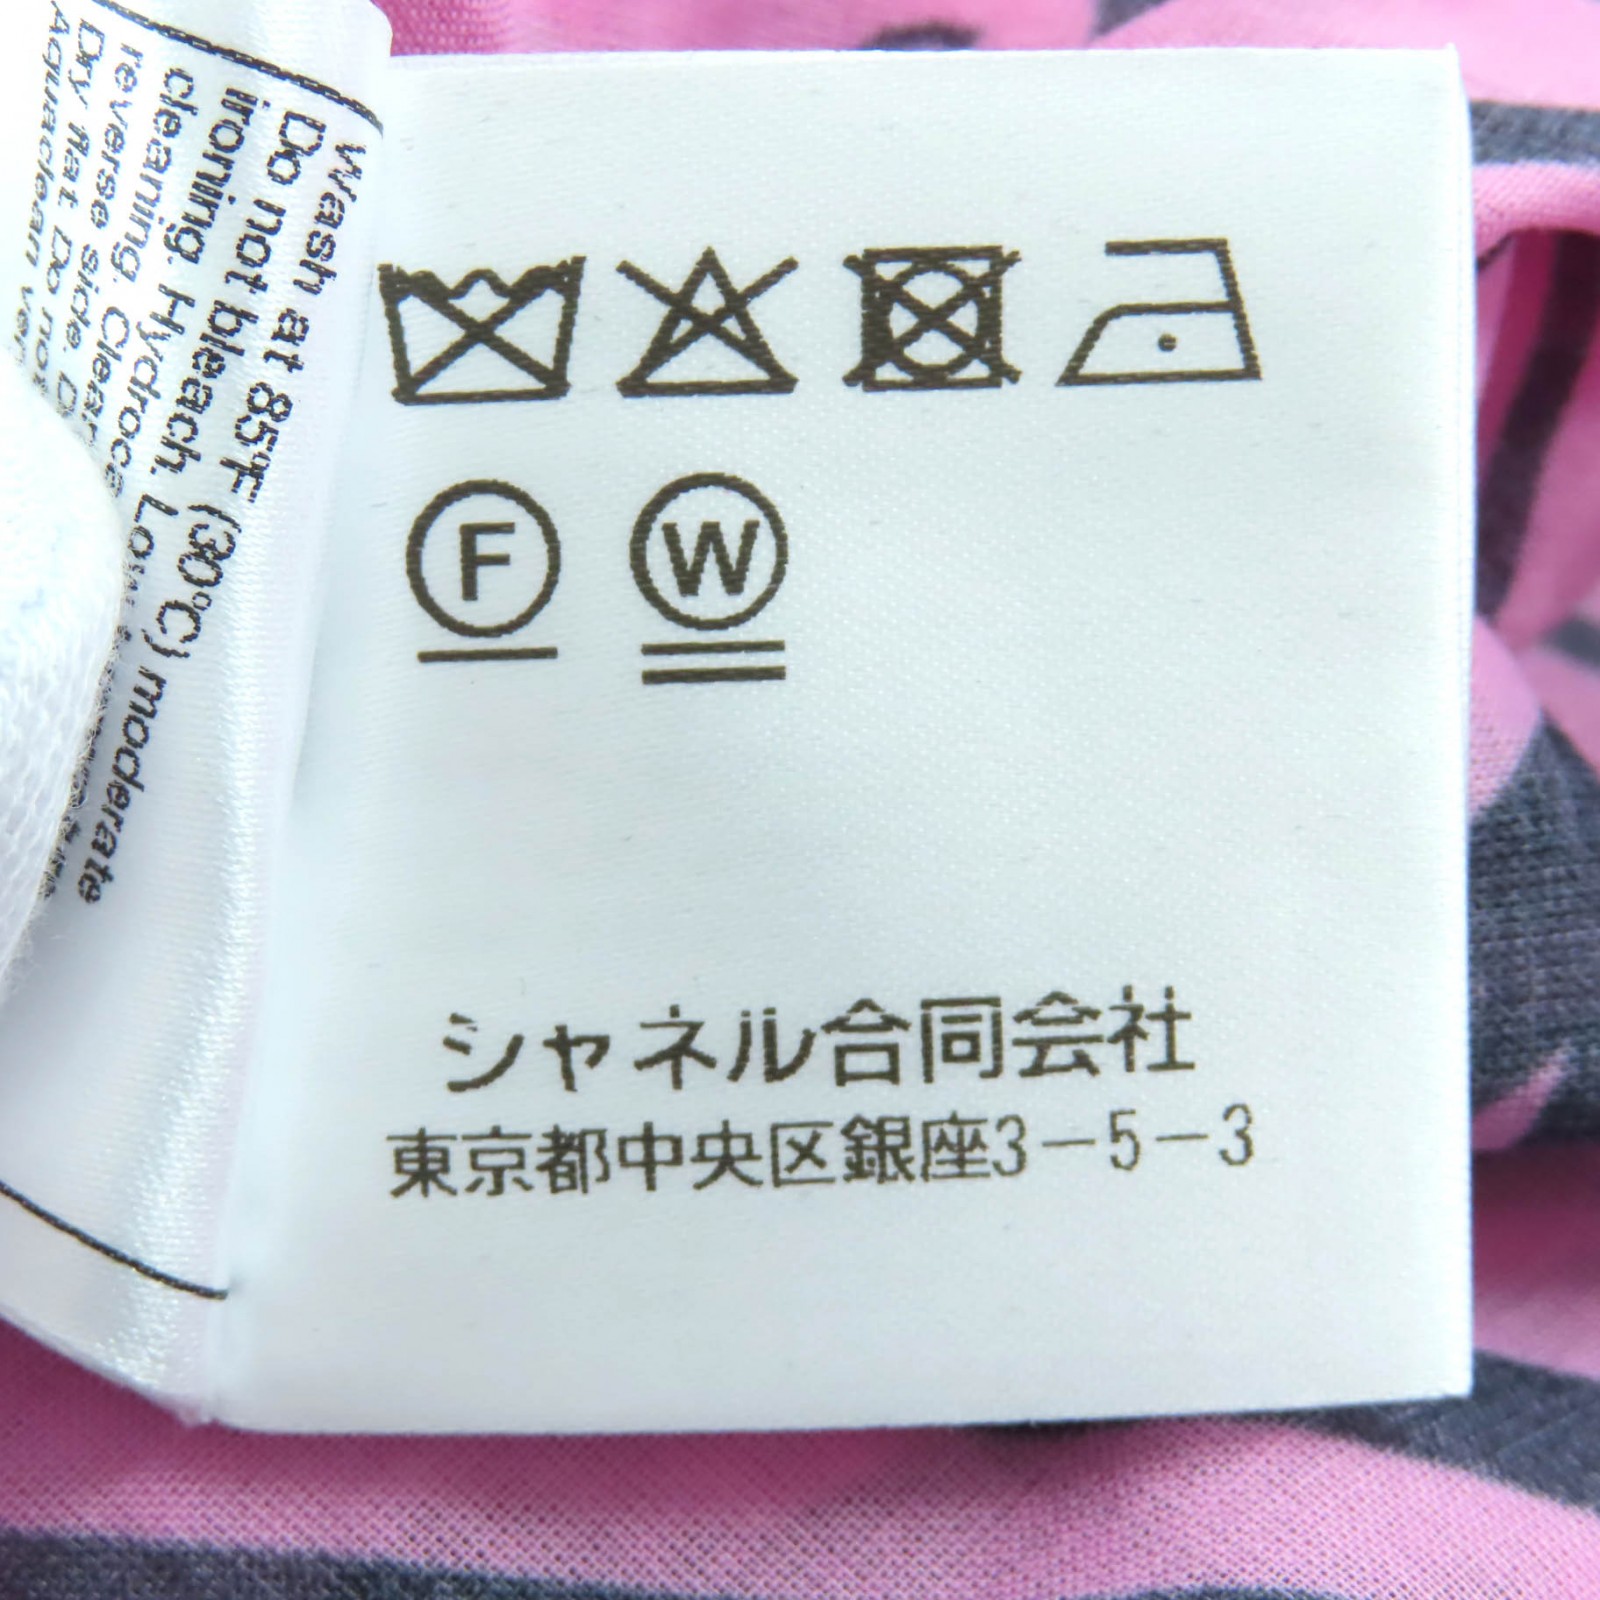 Wash at 85°F (30°C) moderate
Do not bleach. Low
ironing. Hydroca
cleaning. Clean
reverse side. D
Dry flat Do not
Aquaclean ver
F W
シャネル合同会社
東京都中央区銀座3-5-3